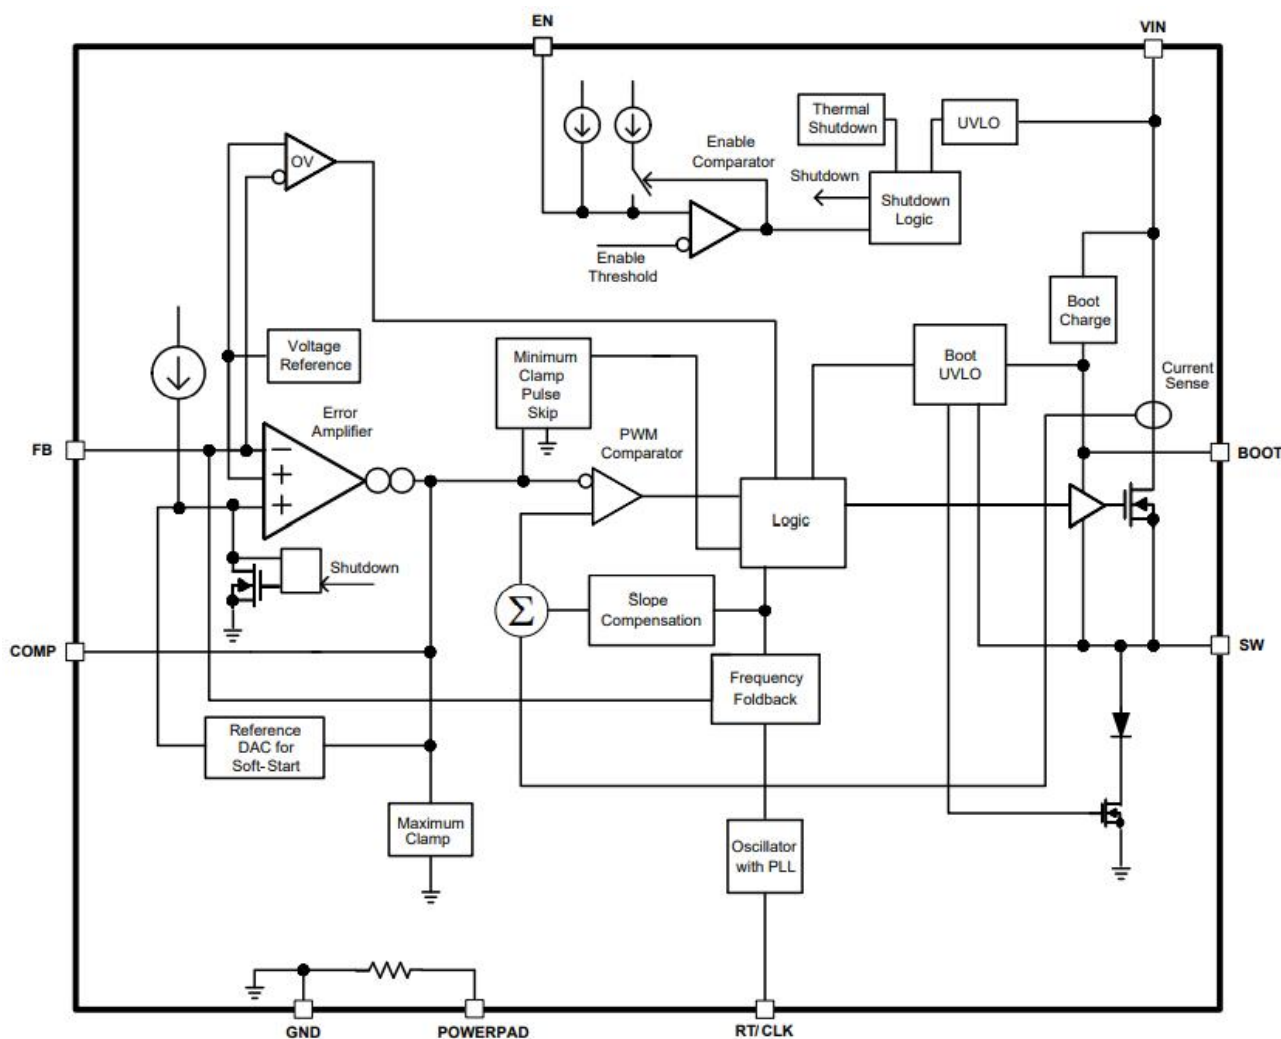 EN
VIN
Thermal
Shutdown
UVLO
OV
Enable
Comparator
Shutdown
Shutdown
Logic
Enable
Threshold
Boot
Charge
Voltage
Reference
Minimum
Clamp
Pulse
Skip
Boot
UVLO
Current
Sense
Error
Amplifier
PWM
Comparator
FB
BOOT
−
+
+
Logic
Shutdown
Σ
Slope
Compensation
COMP
SW
Frequency
Foldback
Reference
DAC for
Soft-Start
Maximum
Clamp
Oscillator
with PLL
GND
POWERPAD
RT/CLK